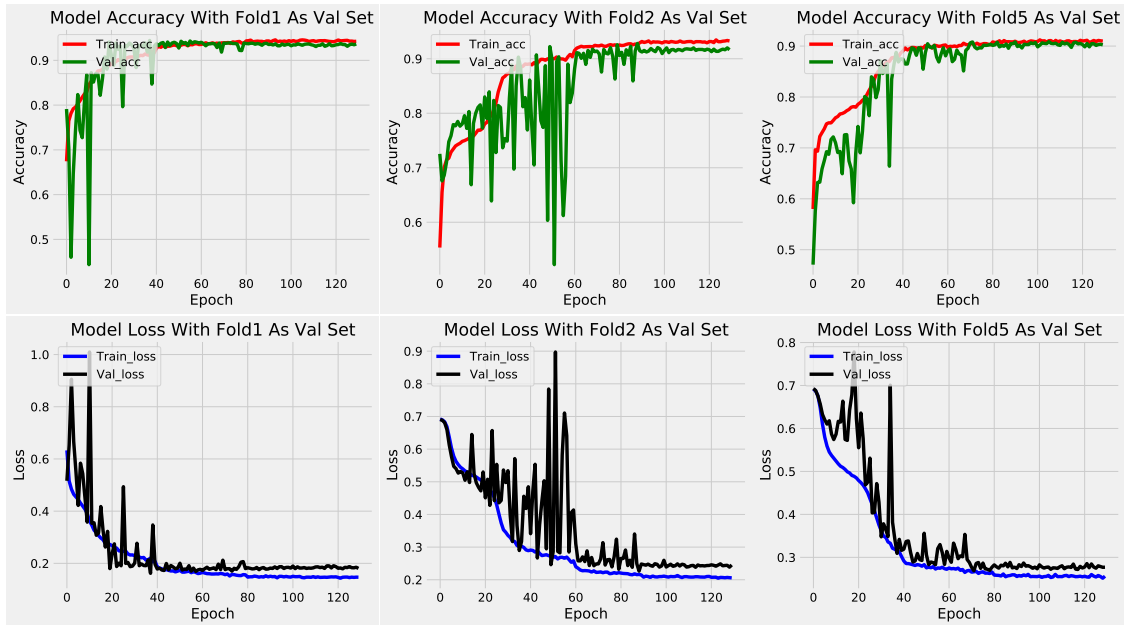 Model Accuracy With Fold1 As Val Set
Train_acc
Val_acc
0.9
0.8
0.7
0.6
0.5
Accuracy
0 20 40 60 80 100 120
Epoch
Model Accuracy With Fold2 As Val Set
Train_acc
Val_acc
0.9
0.8
0.7
0.6
Accuracy
0 20 40 60 80 100 120
Epoch
Model Accuracy With Fold5 As Val Set
Train_acc
Val_acc
0.9
0.8
0.7
0.6
0.5
Accuracy
0 20 40 60 80 100 120
Epoch
Model Loss With Fold1 As Val Set
Train_loss
Val_loss
1.0
0.8
0.6
0.4
0.2
Loss
0 20 40 60 80 100 120
Epoch
Model Loss With Fold2 As Val Set
Train_loss
Val_loss
0.9
0.8
0.7
0.6
0.5
0.4
0.3
0.2
Loss
0 20 40 60 80 100 120
Epoch
Model Loss With Fold5 As Val Set
Train_loss
Val_loss
0.8
0.7
0.6
0.5
0.4
0.3
Loss
0 20 40 60 80 100 120
Epoch